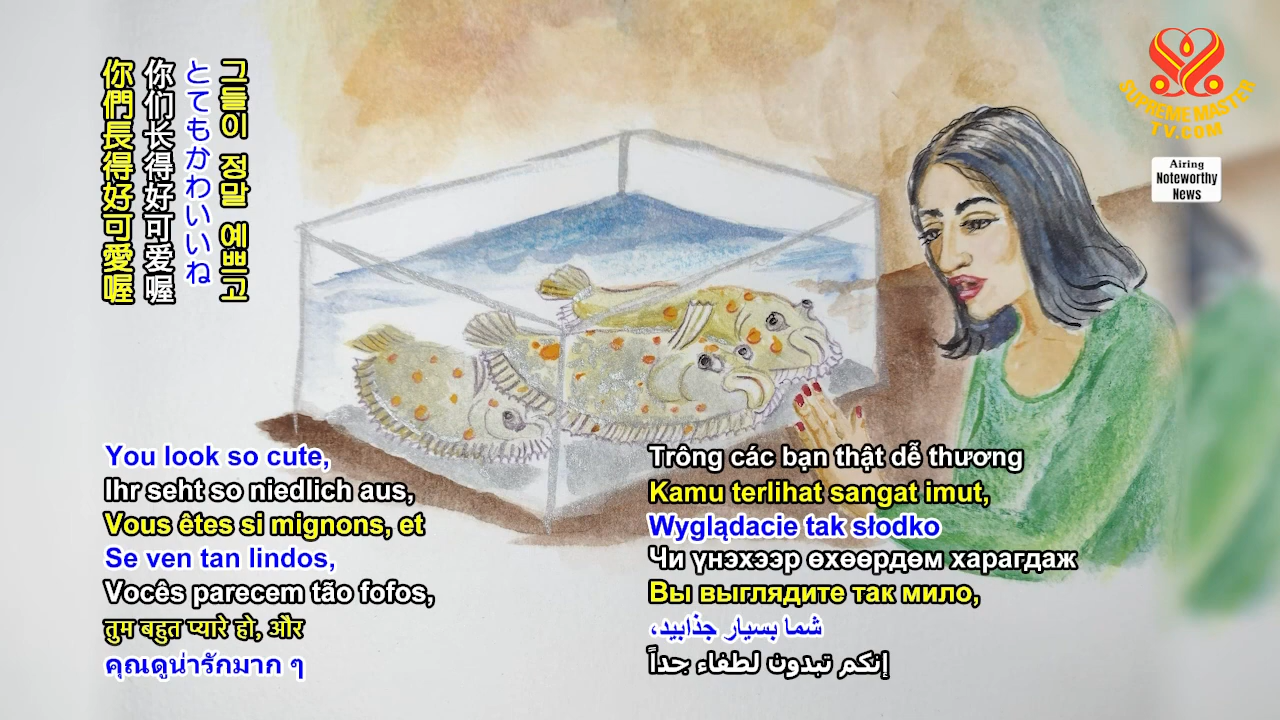 你們長得好可愛喔
你们长得好可爱喔
とてもかわいいね
그들이 정말 예쁘고
SUPREME MASTER
TV.COM
Airing
Noteworthy
News
You look so cute,
Ihr seht so niedlich aus,
Vous êtes si mignons, et
Se ven tan lindos,
Vocês parecem tão fofos,
तुम बहुत प्यारे हो, और
คุณดูน่ารักมาก ๆ
Trông các bạn thật dễ thương
Kamu terlihat sangat imut,
Wyglądacie tak słodko
Чи үнэхээр өхөөрдөм харагдаж
Вы выглядите так мило,
شما بسیار جذابید،
إنكم تبدون لطفاء جداً